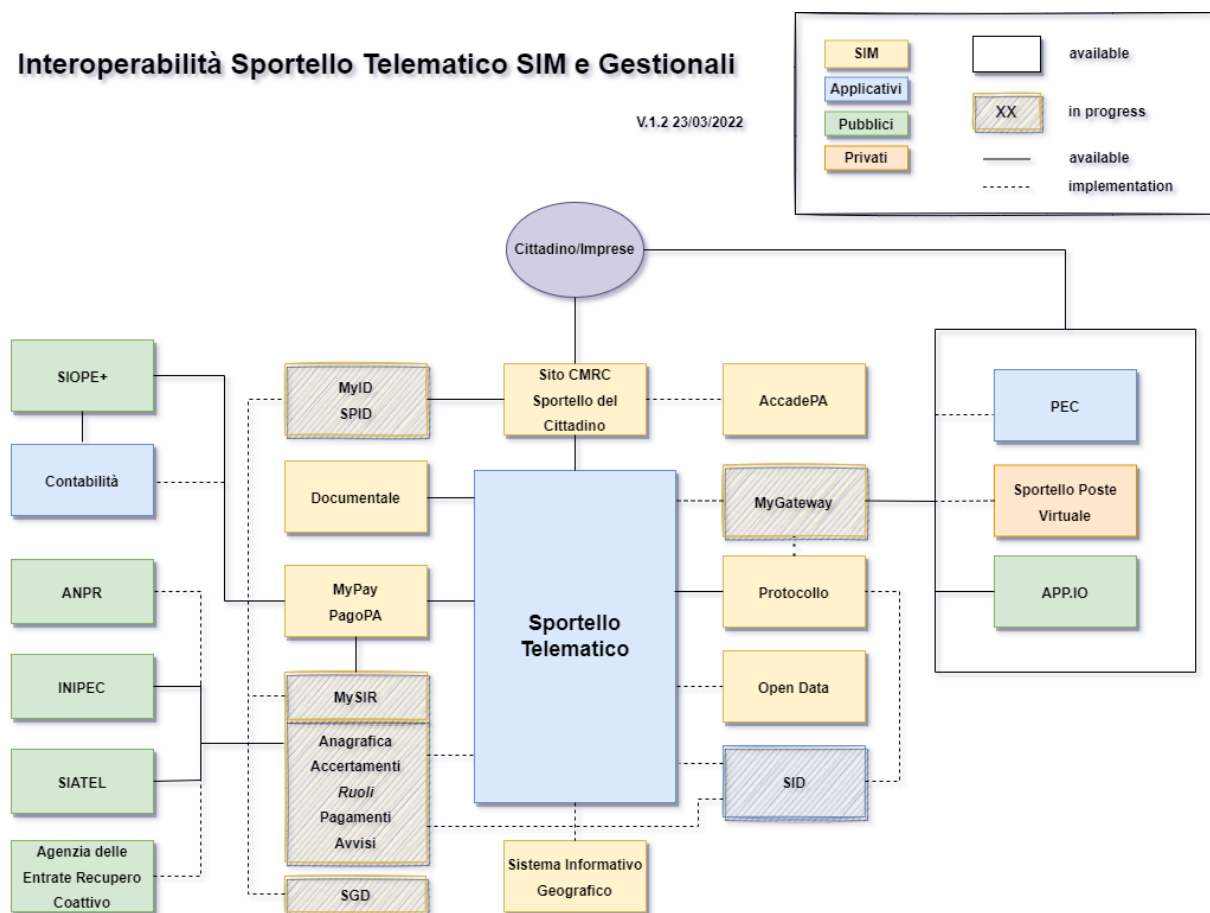 Interoperabilità Sportello Telematico SIM e Gestionali
V.1.2 23/03/2022
SIM
Applicativi
Pubblici
Privati
available
XX
in progress
available
implementation
Cittadino/Imprese
SIOPE+
MyID
SPID
Sito CMRC
Sportello del
Cittadino
AccadePA
PEC
Contabilità
Documentale
MyGateway
Sportello Poste
Virtuale
ANPR
MyPay
PagoPA
Sportello
Telematico
Protocollo
APP.IO
INIPEC
MySIR
Open Data
Anagrafica
Accertamenti
Ruoli
Pagamenti
Avvisi
SIATEL
SID
Agenzia delle
Entrate Recupero
Coattivo
Sistema Informativo
Geografico
SGD